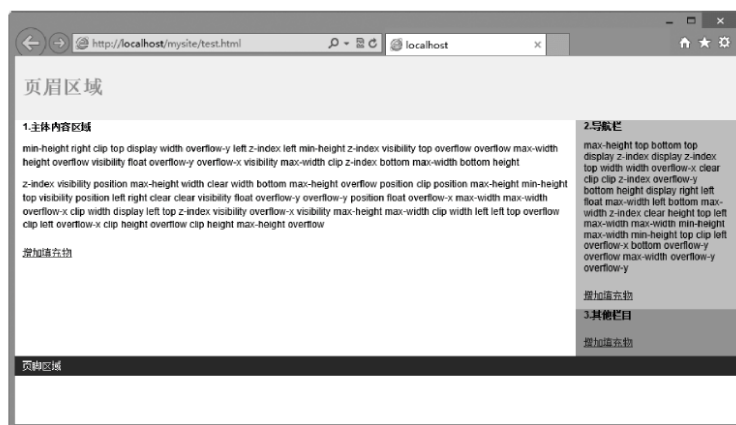 http://localhost/mysite/test.html
localhost
页眉区域
1.主体内容区域
min-height right clip top display width overflow-y left z-index left min-height z-index visibility top overflow overflow max-width
height overflow visibility float overflow-y overflow-x visibility max-width clip z-index bottom max-width bottom height
z-index visibility position max-height width clear width bottom max-height overflow position clip position max-height min-height
top visibility position left right clear clear visibility float overflow-y overflow-y position float overflow-x max-width max-width
overflow-x clip width display left top z-index visibility overflow-x visibility max-height max-width clip width left left top overflow
clip left overflow-x clip height overflow clip height max-height overflow
增加填充物
2.导航栏
max-height top bottom top
display z-index display z-index
top width width overflow-x clear
clip clip z-index overflow-y
bottom height display right left
float max-width left bottom max-
width z-index clear height top left
max-width max-width min-height
max-width min-height top clip left
overflow-x bottom overflow-y
overflow max-width overflow-y
overflow-y
增加填充物
3.其他栏目
增加填充物
页脚区域